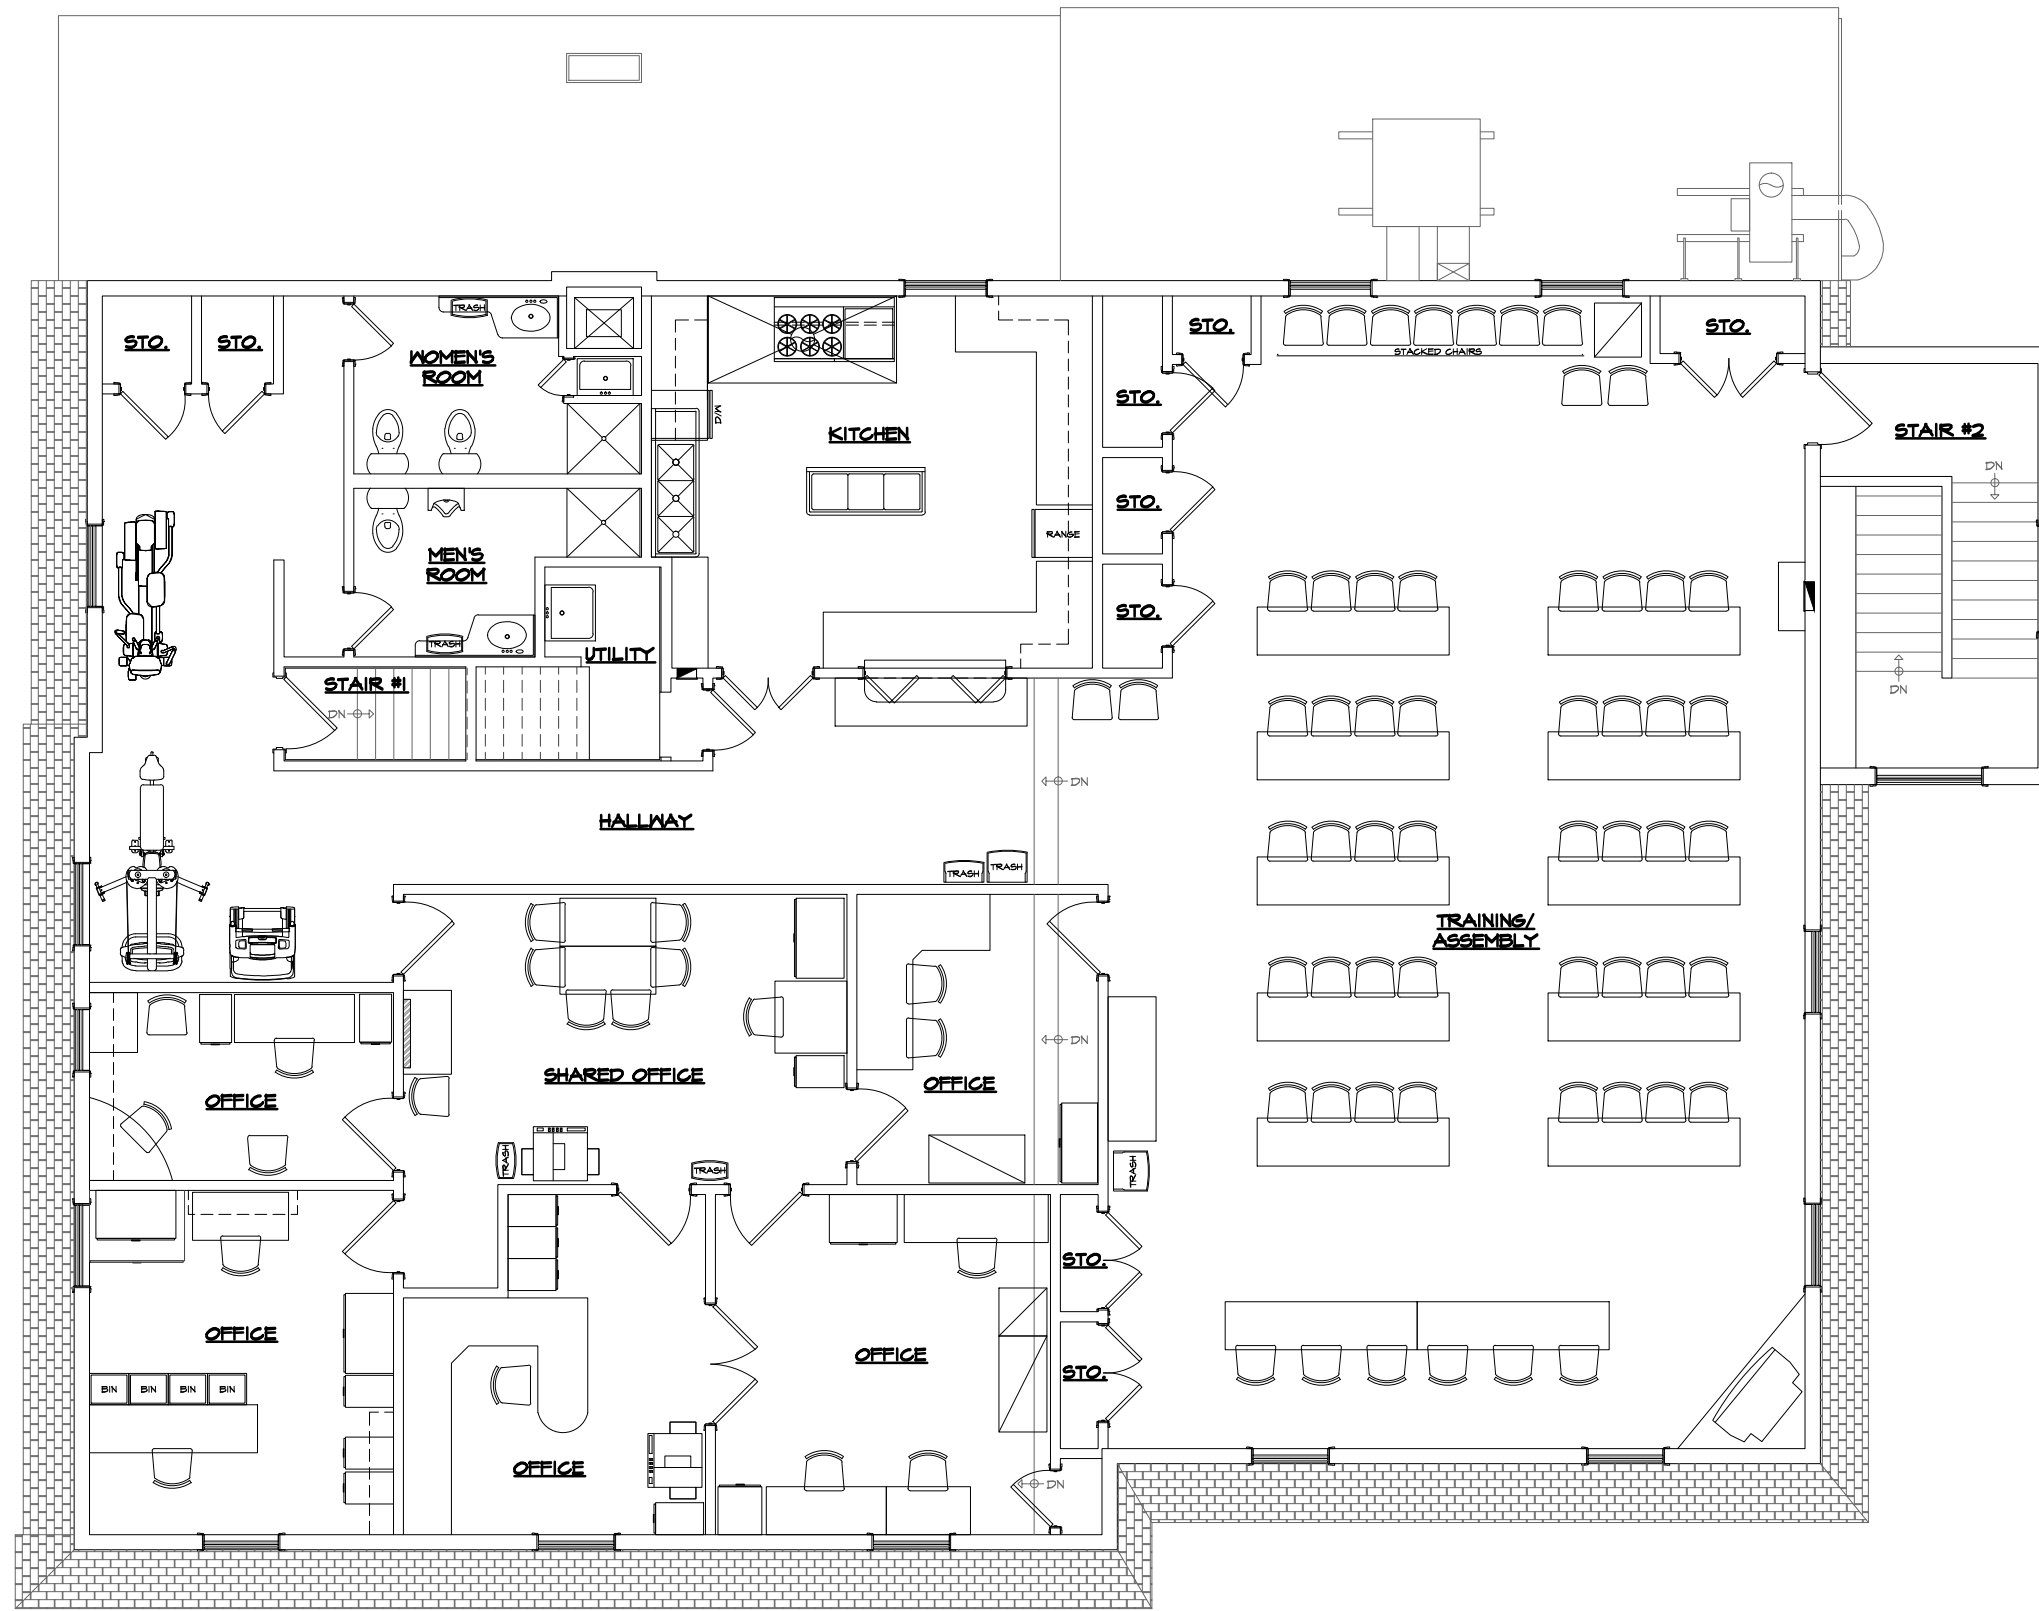 STO.
STO.
TRASH
WOMEN'S
ROOM
M/C
KITCHEN
STO.
STO.
STO.
STO.
STACKED CHAIRS
STO.
STAIR #2
DN
DN
MEN'S
ROOM
TRASH
RANGE
UTILITY
STAIR #1
DN
DN
HALLWAY
TRASH
TRASH
TRAINING/
ASSEMBLY
DN
SHARED OFFICE
OFFICE
OFFICE
TRASH
TRASH
TRASH
STO.
STO.
OFFICE
OFFICE
BIN
BIN
BIN
BIN
OFFICE
DN